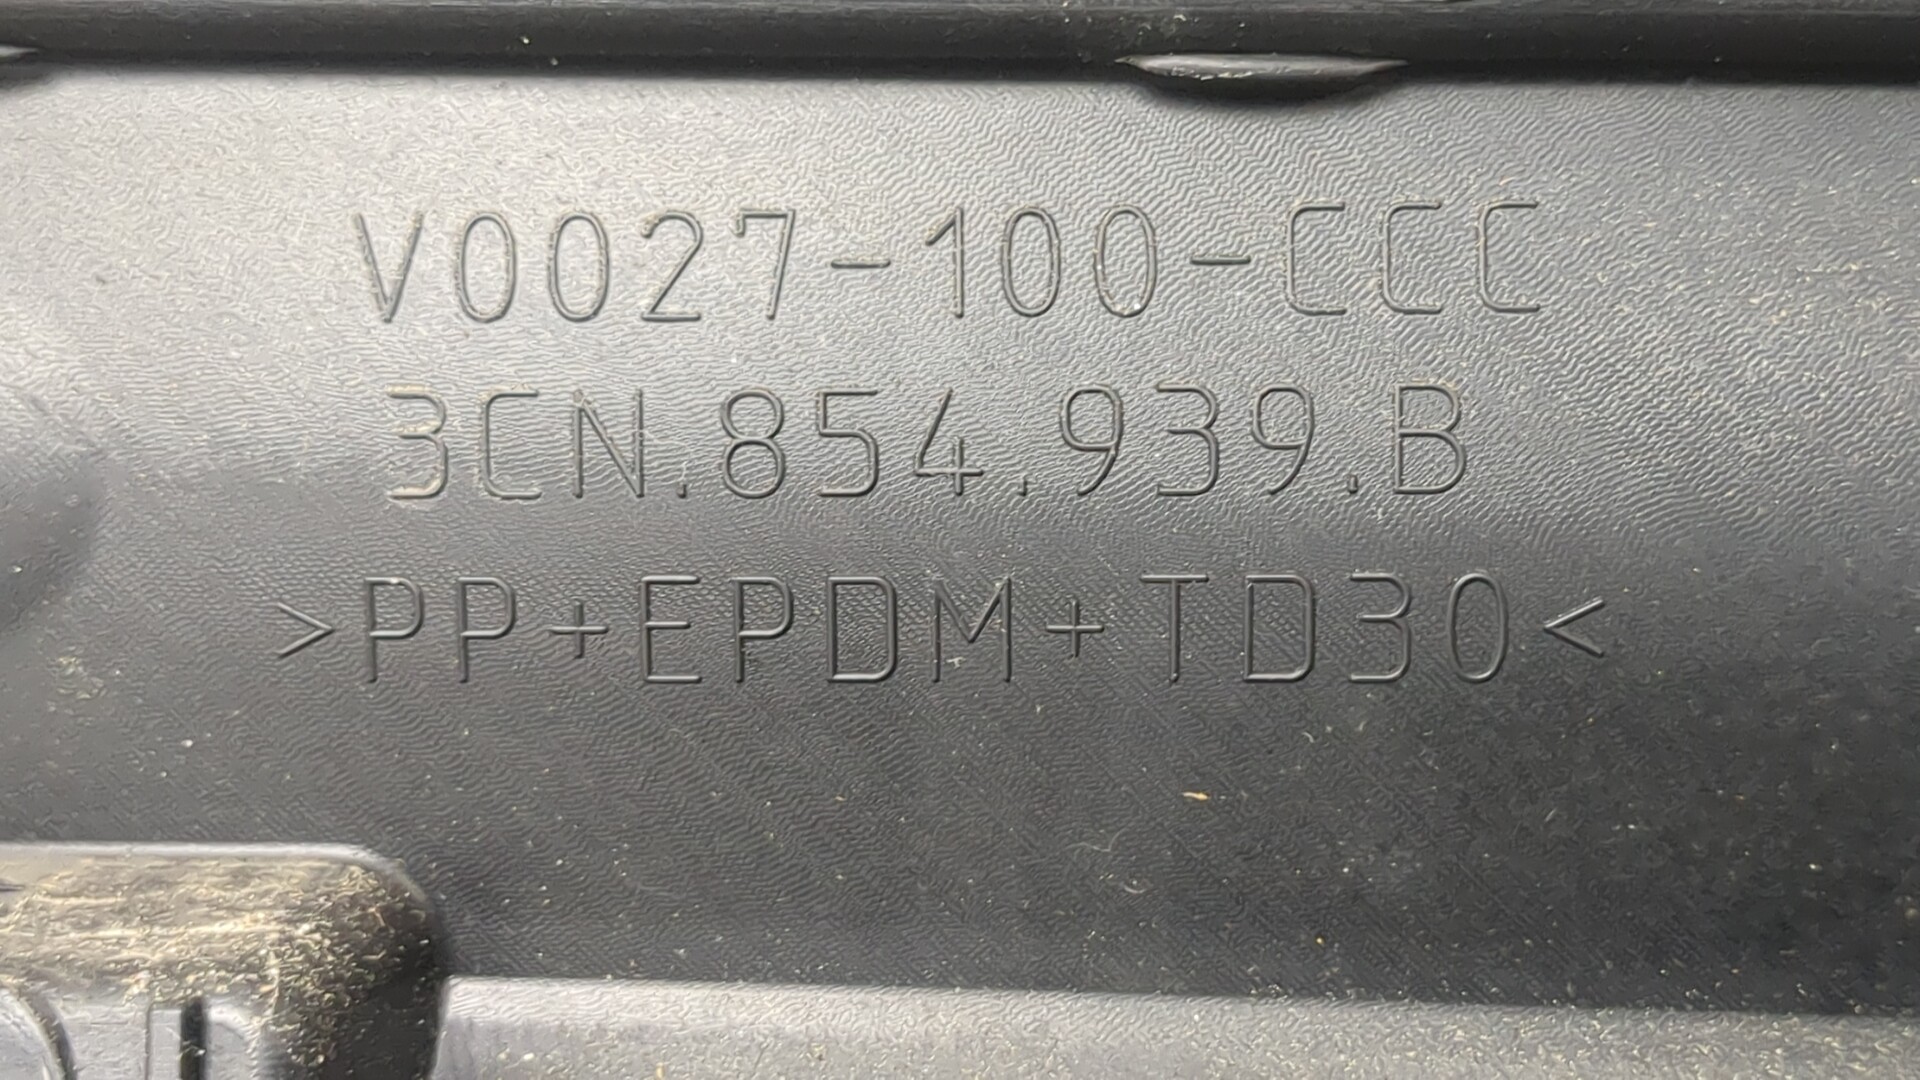 V0027-100-CCC
3CN.854.939.B
>PP+EPDM+TD30<